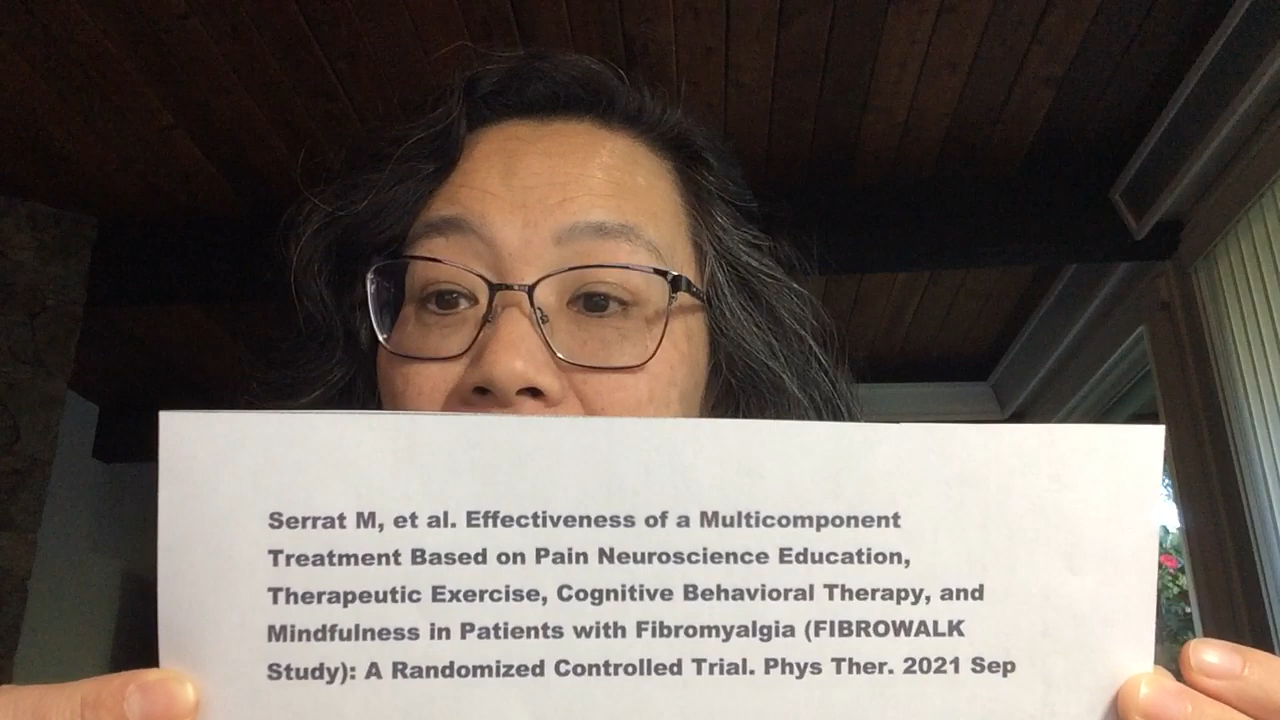 Serrat M, et al. Effectiveness of a Multicomponent
Treatment Based on Pain Neuroscience Education,
Therapeutic Exercise, Cognitive Behavioral Therapy, and
Mindfulness in Patients with Fibromyalgia (FIBROWALK
Study): A Randomized Controlled Trial. Phys Ther. 2021 Sep